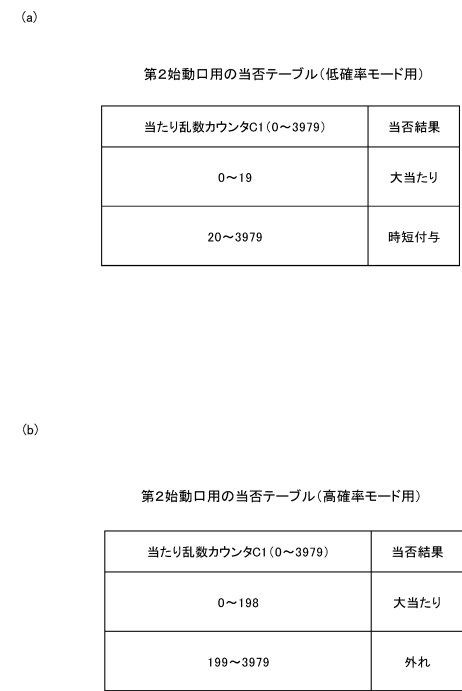 (a)
第2始動口用の当否テーブル(低確率モード用)
当たり乱数カウンタC1(0～3979) 当否結果
0～19 大当たり
20～3979 時短付与
(b)
第2始動口用の当否テーブル(高確率モード用)
当たり乱数カウンタC1(0～3979) 当否結果
0～198 大当たり
199～3979 外れ